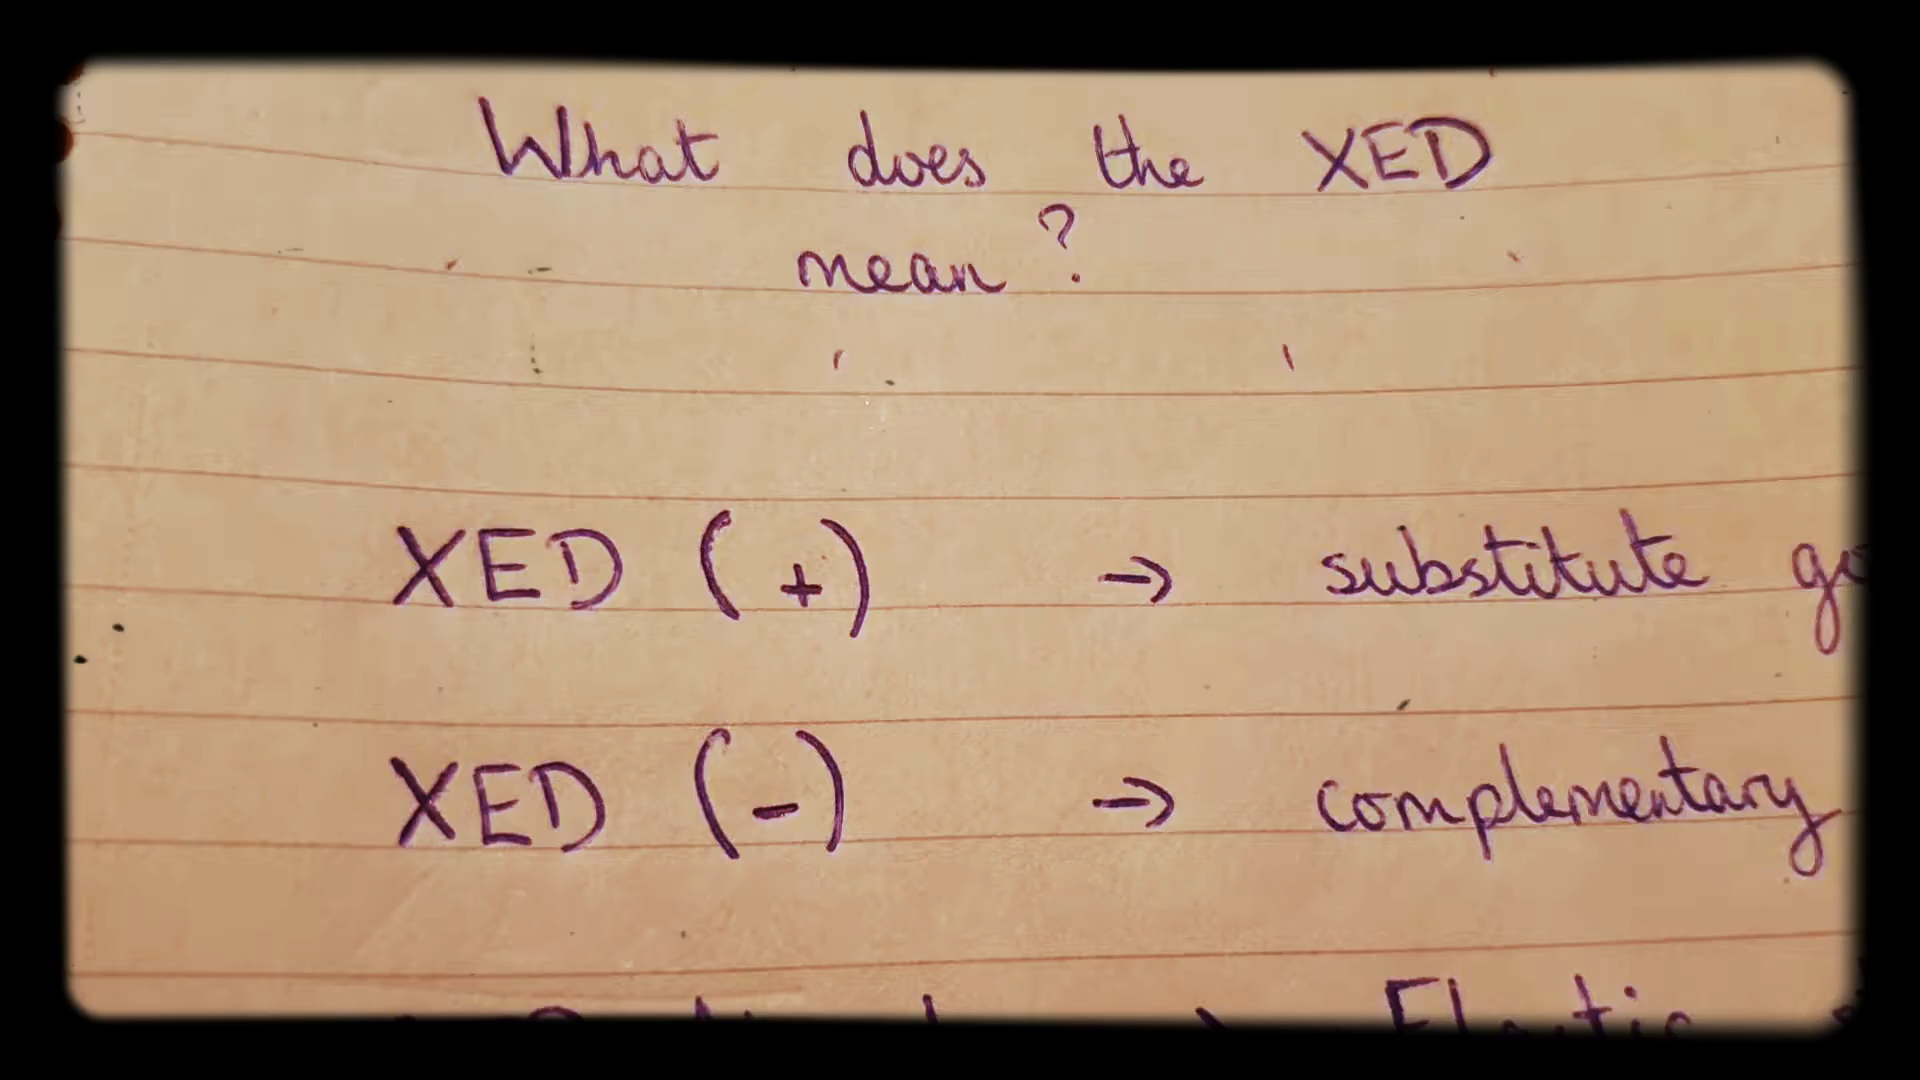 What does the XED
mean ?
XED (+) → substitute
XED (-) → complementary